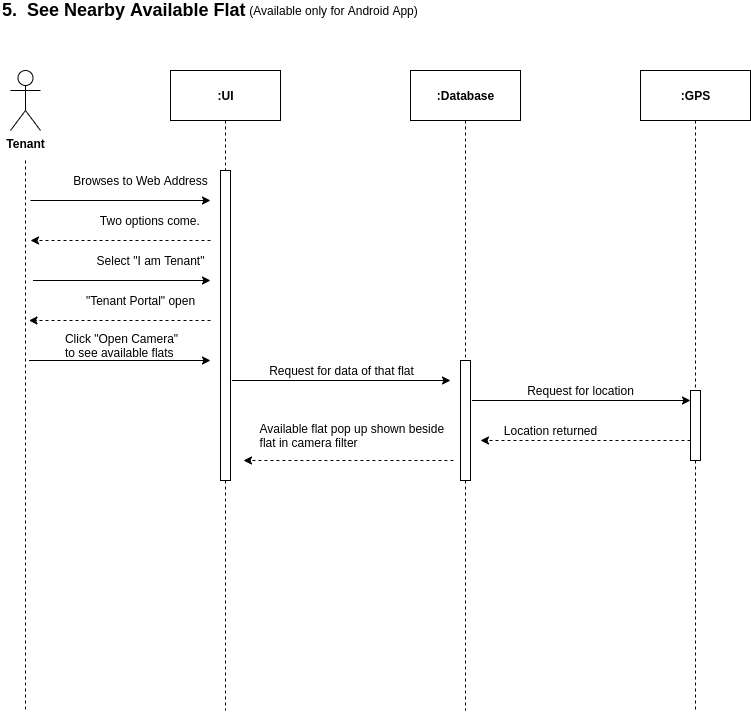 5. See Nearby Available Flat (Available only for Android App)
:UI
:Database
:GPS
Tenant
Browses to Web Address
Two options come.
Select "I am Tenant"
"Tenant Portal" open
Click "Open Camera"
to see available flats
Request for data of that flat
Request for location
Available flat pop up shown beside
flat in camera filter
Location returned